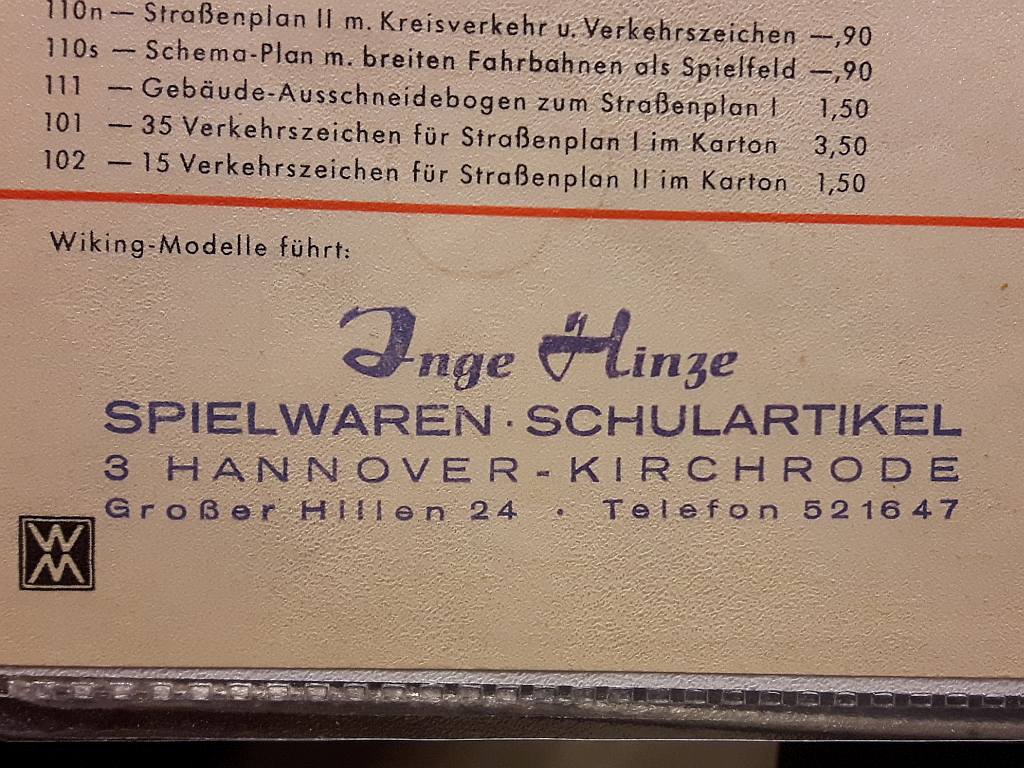 110n — Straßenplan II m. Kreisverkehr u. Verkehrszeichen —,90
110s — Schema-Plan m. breiten Fahrbahnen als Spielfeld —,90
111 — Gebäude-Ausschneidebogen zum Straßenplan I 1,50
101 — 35 Verkehrszeichen für Straßenplan I im Karton 3,50
102 — 15 Verkehrszeichen für Straßenplan II im Karton 1,50
Wiking-Modelle führt:
Inge Hinze
SPIELWAREN · SCHULARTIKEL
3 HANNOVER-KIRCHRODE
Großer Hillen 24 · Telefon 521647
WM